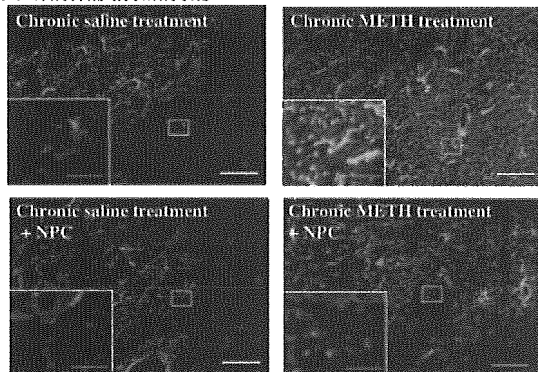 Chronic saline treatment
Chronic METH treatment
Chronic saline treatment
+ NPC
Chronic METH treatment
+ NPC